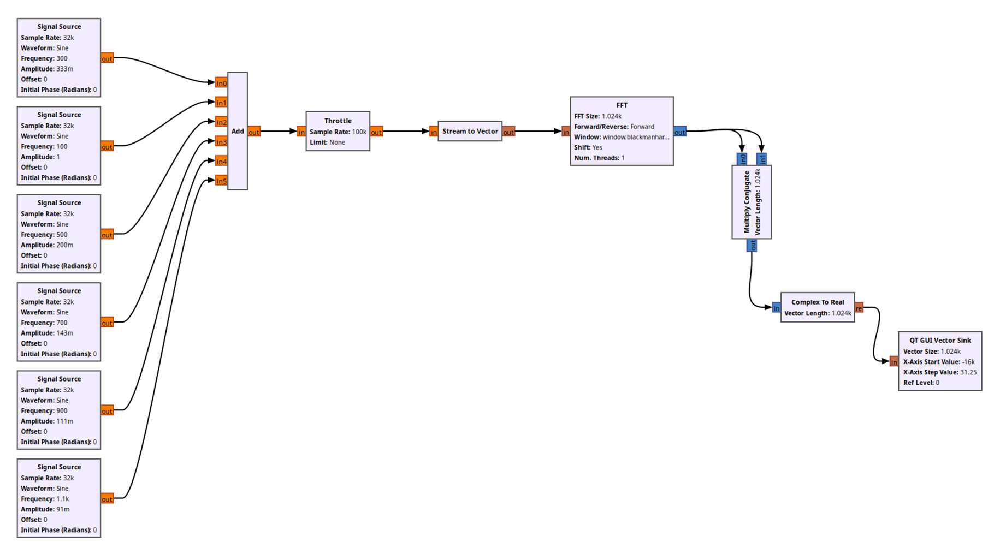 Signal Source
Sample Rate: 32k
Waveform: Sine
Frequency: 300
Amplitude: 333m
Offset: 0
Initial Phase (Radians): 0
out
Signal Source
Sample Rate: 32k
Waveform: Sine
Frequency: 100
Amplitude: 1
Offset: 0
Initial Phase (Radians): 0
out
Signal Source
Sample Rate: 32k
Waveform: Sine
Frequency: 500
Amplitude: 200m
Offset: 0
Initial Phase (Radians): 0
out
Signal Source
Sample Rate: 32k
Waveform: Sine
Frequency: 700
Amplitude: 143m
Offset: 0
Initial Phase (Radians): 0
out
Signal Source
Sample Rate: 32k
Waveform: Sine
Frequency: 900
Amplitude: 111m
Offset: 0
Initial Phase (Radians): 0
out
Signal Source
Sample Rate: 32k
Waveform: Sine
Frequency: 1.1k
Amplitude: 91m
Offset: 0
Initial Phase (Radians): 0
out
in0
in1
in2
in3
in4
in5
Add
out
in
Throttle
Sample Rate: 100k
Limit: None
out
in
Stream to Vector
out
in
FFT
FFT Size: 1.024k
Forward/Reverse: Forward
Window: window.blackmanhar...
Shift: Yes
Num. Threads: 1
out
in0
in1
Multiply Conjugate
Vector Length: 1.024k
out
in
Complex To Real
Vector Length: 1.024k
re
in
QT GUI Vector Sink
Vector Size: 1.024k
X-Axis Start Value: -16k
X-Axis Step Value: 31.25
Ref Level: 0